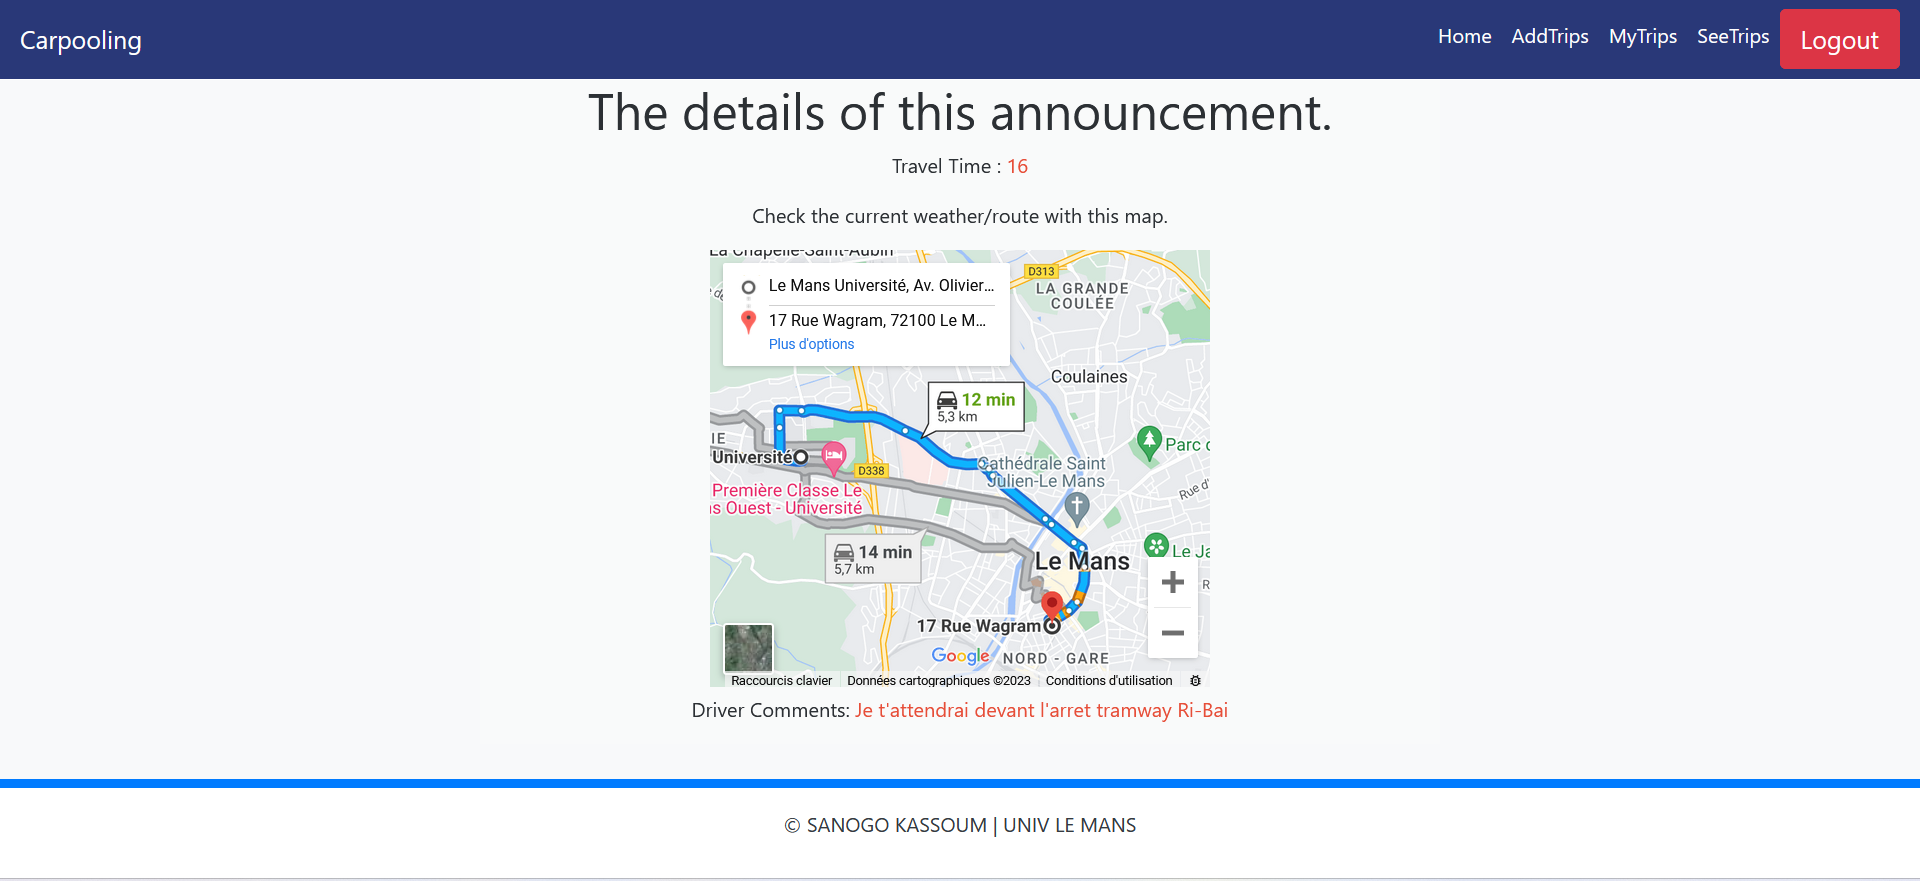 Carpooling
Home AddTrips MyTrips SeeTrips Logout
The details of this announcement.
Travel Time : 16
Check the current weather/route with this map.
La Chapelle-Saint-Aubin
Le Mans Université, Av. Olivier...
17 Rue Wagram, 72100 Le M...
Plus d'options
D313
LA GRANDE
COULÉE
Coulaines
12 min
5,3 km
IE
Université
D338
Cathédrale Saint
Julien-Le Mans
Parc
Rue d'
Première Classe Le
ns Ouest - Université
14 min
5,7 km
Le Mans
Le Ja
R
17 Rue Wagram
Google
NORD - GARE
Raccourcis clavier
Données cartographiques ©2023
Conditions d'utilisation
Driver Comments: Je t'attendrai devant l'arret tramway Ri-Bai
© SANOGO KASSOUM | UNIV LE MANS